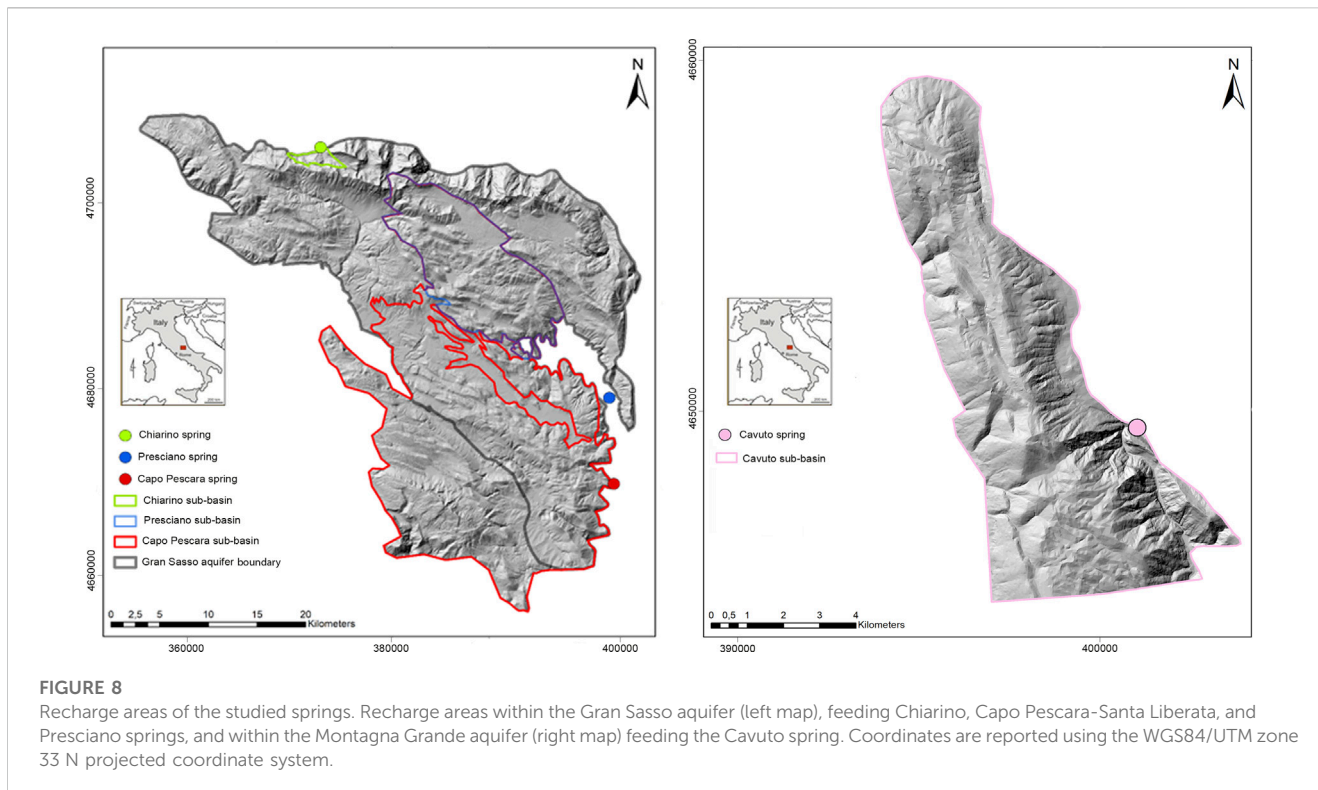 N
4700000
4680000
4660000
Italy
Rome
Chiarino spring
Presciano spring
Capo Pescara spring
Chiarino sub-basin
Presciano sub-basin
Capo Pescara sub-basin
Gran Sasso aquifer boundary
0 2,5 5 10 15 20
Kilometers
360000 380000 400000
N
4660000
4650000
Italy
Rome
Cavuto spring
Cavuto sub-basin
0 0,5 1 2 3 4
Kilometers
390000 400000
FIGURE 8
Recharge areas of the studied springs. Recharge areas within the Gran Sasso aquifer (left map), feeding Chiarino, Capo Pescara-Santa Liberata, and
Presciano springs, and within the Montagna Grande aquifer (right map) feeding the Cavuto spring. Coordinates are reported using the WGS84/UTM zone
33 N projected coordinate system.